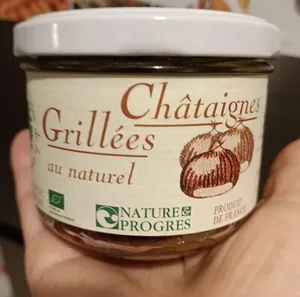 Châtaignes
Grillées
au naturel
NATURE &
PROGRES
PRODUIT
DE FRANCE